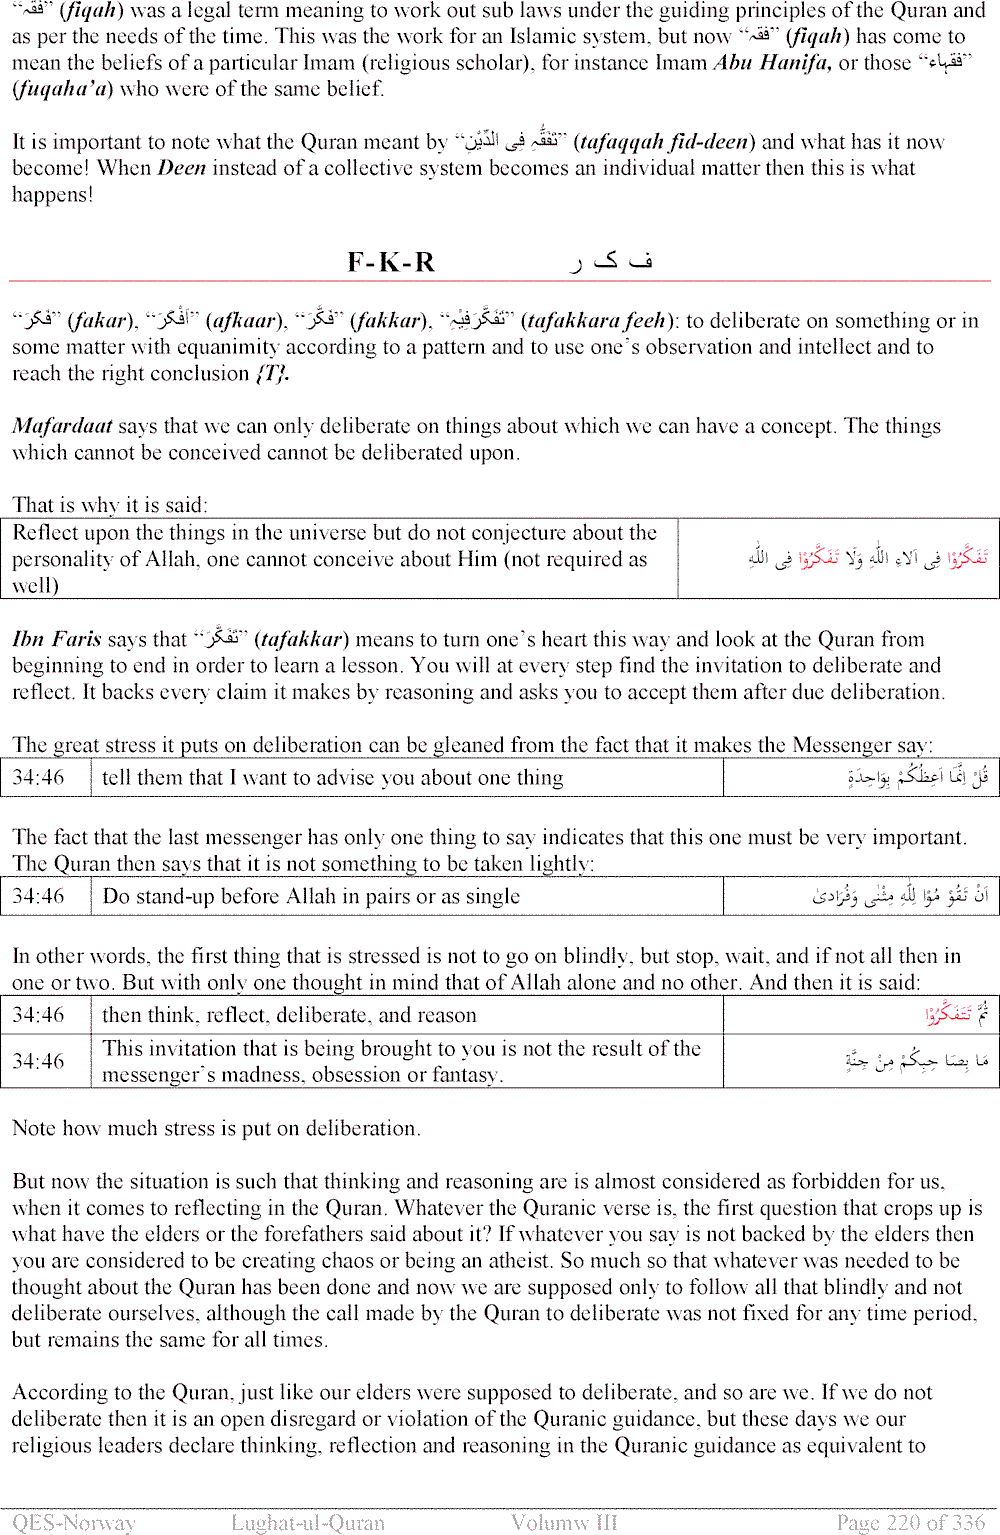 “فقہ” (fiqah) was a legal term meaning to work out sub laws under the guiding principles of the Quran and
as per the needs of the time. This was the work for an Islamic system, but now “فقہ” (fiqah) has come to
mean the beliefs of a particular Imam (religious scholar), for instance Imam Abu Hanifa, or those “فقہاء”
(fuqaha’a) who were of the same belief.
It is important to note what the Quran meant by “تَفَقُّہِ فِی الدِّیْنِ” (tafaqqah fid-deen) and what has it now
become! When Deen instead of a collective system becomes an individual matter then this is what
happens!
F-K-R ف ک ر
“فَکَرَ” (fakar), “اَفْکَرَ” (afkaar), “فَکَّرَ” (fakkar), “تَفَکَّرَفِیْہِ” (tafakkara feeh): to deliberate on something or in
some matter with equanimity according to a pattern and to use one’s observation and intellect and to
reach the right conclusion {T}.
Mafardaat says that we can only deliberate on things about which we can have a concept. The things
which cannot be conceived cannot be deliberated upon.
That is why it is said:
Reflect upon the things in the universe but do not conjecture about the
personality of Allah, one cannot conceive about Him (not required as
well)
تَفَکَّرُوْا فِی اَلاَءِ اللّٰہِ وَلَا تَفَکَّرُوْا فِی اللّٰہِ
Ibn Faris says that “تَفَکَّرَ” (tafakkar) means to turn one’s heart this way and look at the Quran from
beginning to end in order to learn a lesson. You will at every step find the invitation to deliberate and
reflect. It backs every claim it makes by reasoning and asks you to accept them after due deliberation.
The great stress it puts on deliberation can be gleaned from the fact that it makes the Messenger say:
34:46 tell them that I want to advise you about one thing قُلْ اِنَّمَا اَعِظُکُمْ بِوَاحِدَةٍ
The fact that the last messenger has only one thing to say indicates that this one must be very important.
The Quran then says that it is not something to be taken lightly:
34:46 Do stand-up before Allah in pairs or as single اَنْ تَقُوْ مُوْا لِلّٰہِ مِثْنٰی وَفُرَادیٰ
In other words, the first thing that is stressed is not to go on blindly, but stop, wait, and if not all then in
one or two. But with only one thought in mind that of Allah alone and no other. And then it is said:
34:46 then think, reflect, deliberate, and reason ثُمَّ تَتَفَکَّرُوْا
34:46 This invitation that is being brought to you is not the result of the
messenger’s madness, obsession or fantasy. مَا بِصَا حِبِکُمْ مِنْ جِنَّةٍ
Note how much stress is put on deliberation.
But now the situation is such that thinking and reasoning are is almost considered as forbidden for us,
when it comes to reflecting in the Quran. Whatever the Quranic verse is, the first question that crops up is
what have the elders or the forefathers said about it? If whatever you say is not backed by the elders then
you are considered to be creating chaos or being an atheist. So much so that whatever was needed to be
thought about the Quran has been done and now we are supposed only to follow all that blindly and not
deliberate ourselves, although the call made by the Quran to deliberate was not fixed for any time period,
but remains the same for all times.
According to the Quran, just like our elders were supposed to deliberate, and so are we. If we do not
deliberate then it is an open disregard or violation of the Quranic guidance, but these days we our
religious leaders declare thinking, reflection and reasoning in the Quranic guidance as equivalent to
QES-Norway Lughat-ul-Quran Volumw III Page 220 of 336